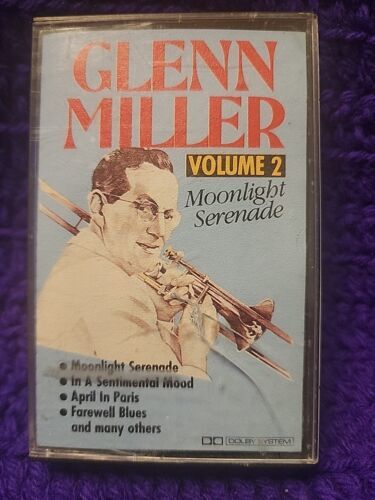 GLENN
MILLER
VOLUME 2
Moonlight
Serenade
• Moonlight Serenade
• In A Sentimental Mood
• April In Paris
• Farewell Blues
and many others
DOLBY SYSTEM